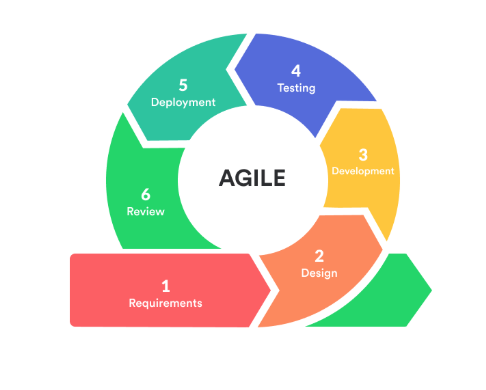 AGILE
1
Requirements
2
Design
3
Development
4
Testing
5
Deployment
6
Review